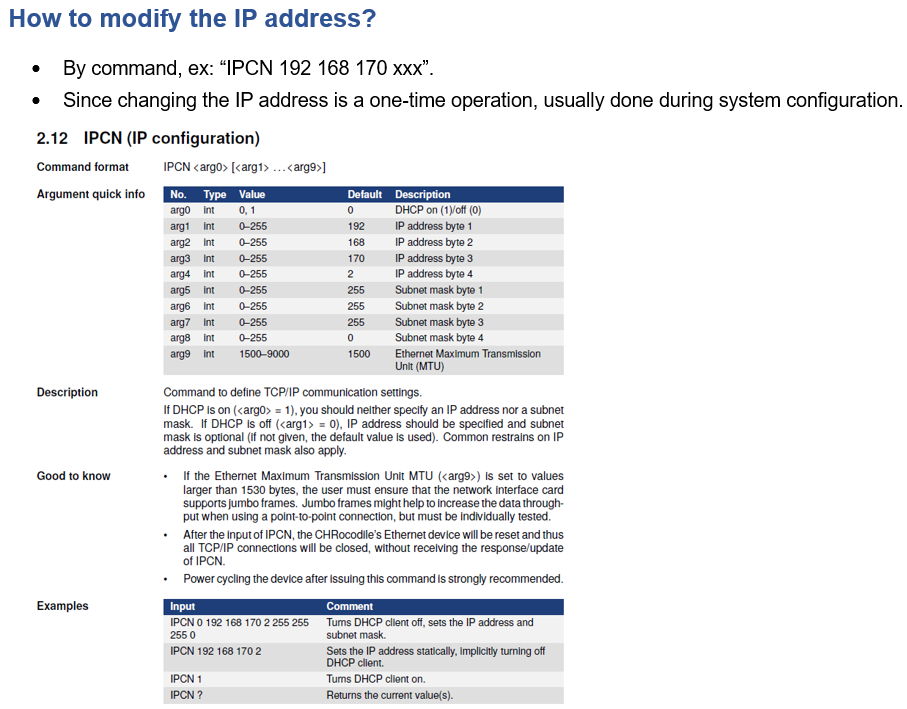 How to modify the IP address?
• By command, ex: “IPCN 192 168 170 xxx”.
• Since changing the IP address is a one-time operation, usually done during system configuration.
2.12 IPCN (IP configuration)
Command format IPCN <arg0> [<arg1> ...<arg9>]
Argument quick info
No. Type Value Default Description
arg0 Int 0, 1 0 DHCP on (1)/off (0)
arg1 Int 0–255 192 IP address byte 1
arg2 Int 0–255 168 IP address byte 2
arg3 Int 0–255 170 IP address byte 3
arg4 Int 0–255 2 IP address byte 4
arg5 Int 0–255 255 Subnet mask byte 1
arg6 Int 0–255 255 Subnet mask byte 2
arg7 Int 0–255 255 Subnet mask byte 3
arg8 Int 0–255 0 Subnet mask byte 4
arg9 Int 1500–9000 1500 Ethernet Maximum Transmission
Unit (MTU)
Description Command to define TCP/IP communication settings.
If DHCP is on (<arg0> = 1), you should neither specify an IP address nor a subnet
mask. If DHCP is off (<arg1> = 0), IP address should be specified and subnet
mask is optional (if not given, the default value is used). Common restrains on IP
address and subnet mask also apply.
Good to know • If the Ethernet Maximum Transmission Unit MTU (<arg9>) is set to values
larger than 1530 bytes, the user must ensure that the network interface card
supports jumbo frames. Jumbo frames might help to increase the data through-
put when using a point-to-point connection, but must be individually tested.
• After the input of IPCN, the CHRocodile’s Ethernet device will be reset and thus
all TCP/IP connections will be closed, without receiving the response/update
of IPCN.
• Power cycling the device after issuing this command is strongly recommended.
Examples
Input Comment
IPCN 0 192 168 170 2 255 255 Turns DHCP client off, sets the IP address and
255 0 subnet mask.
IPCN 192 168 170 2 Sets the IP address statically, implicitly turning off
DHCP client.
IPCN 1 Turns DHCP client on.
IPCN ? Returns the current value(s).